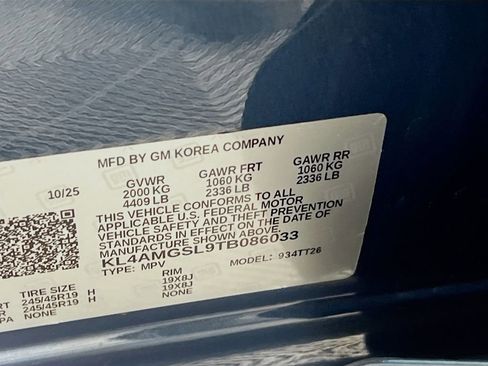 MFD BY GM KOREA COMPANY
10/25 GVWR GAWR FRT GAWR RR
2000 KG 1060 KG 1060 KG
4409 LB 2336 LB 2336 LB
THIS VEHICLE CONFORMS TO ALL
APPLICABLE U.S. FEDERAL MOTOR
VEHICLE SAFETY AND THEFT PREVENTION
STANDARDS IN EFFECT ON THE DATE OF
KL4AMGSL9TB086033
TYPE: MPV MODEL: 934TT26
TIRE SIZE RIM
245/45R19 H 19X8J
245/45R19 H 19X8J
NONE NONE